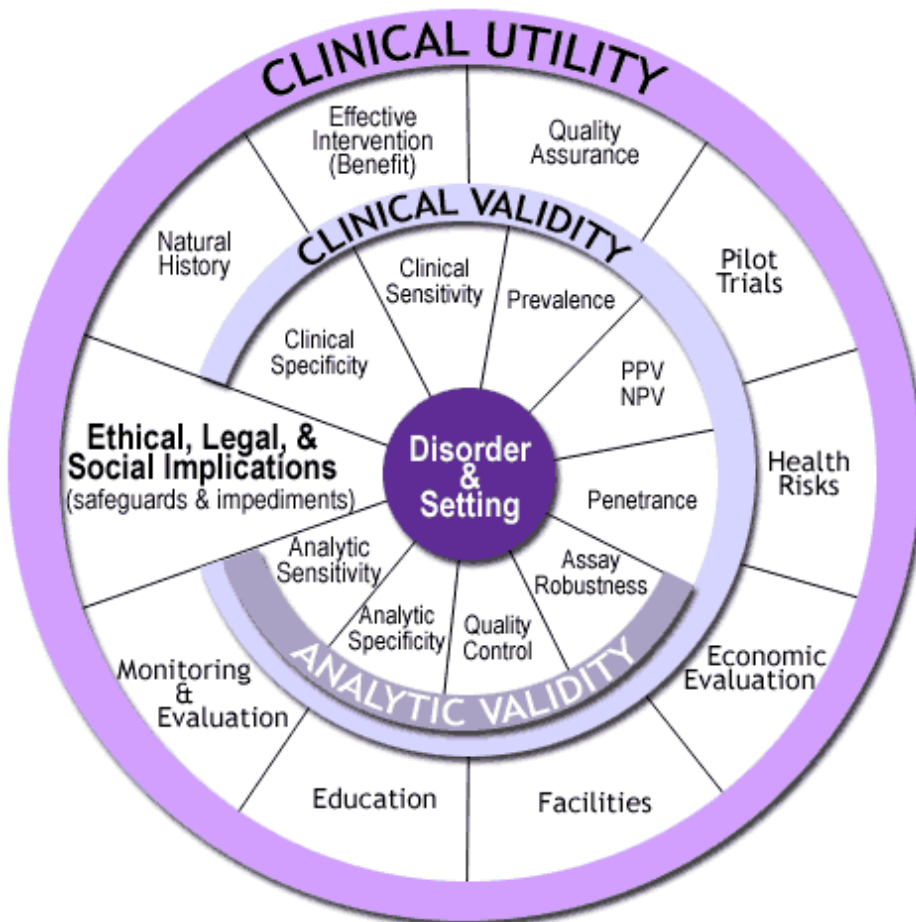 CLINICAL UTILITY
Effective
Intervention
(Benefit)
Quality
Assurance
Natural
History
Pilot
Trials
CLINICAL VALIDITY
Clinical
Sensitivity
Prevalence
Clinical
Specificity
PPV
NPV
Ethical, Legal, &
Social Implications
(safeguards & impediments)
Disorder
&
Setting
Health
Risks
Penetrance
Analytic
Sensitivity
Assay
Robustness
Analytic
Specificity
Quality
Control
ANALYTIC VALIDITY
Monitoring
&
Evaluation
Economic
Evaluation
Education
Facilities